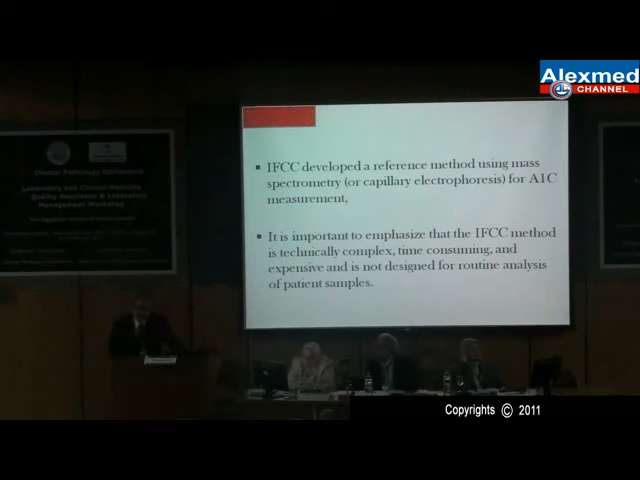 Alexmed
CHANNEL
IFCC developed a reference method using mass
spectrometry (or capillary electrophoresis) for A1C
measurement,
It is important to emphasize that the IFCC method
is technically complex, time consuming, and
expensive and is not designed for routine analysis
of patient samples.
Clinical Pathology Conference
Laboratory and Clinical Medicine
Quality Assurance & Laboratory
Management Workshop
Copyrights © 2011